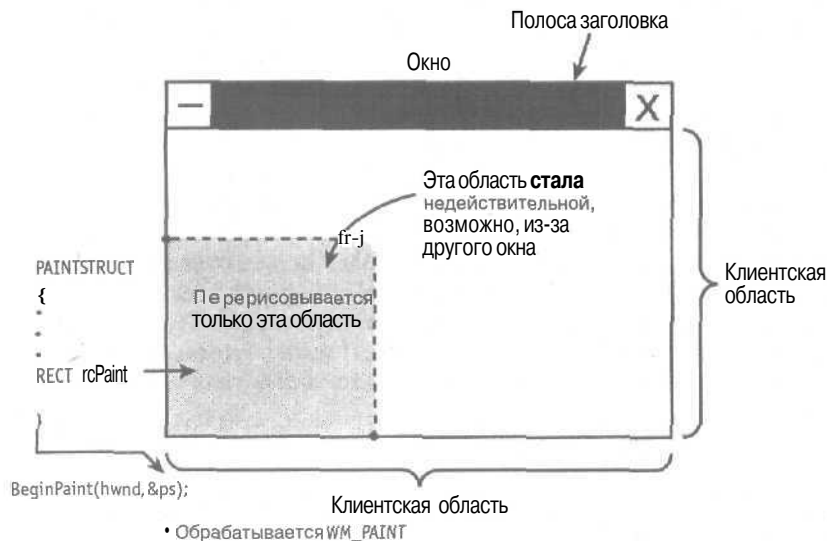 Полоса заголовка
Окно
— X
Эта область стала
недействительной,
возможно, из-за
другого окна
fr-j
PAINTSTRUCT
{
.
.
.
RECT rcPaint
}
Перерисовывается
только эта область
Клиентская
область
BeginPaint(hwnd,&ps);
Клиентская область
• Обрабатывается WM_PAINT